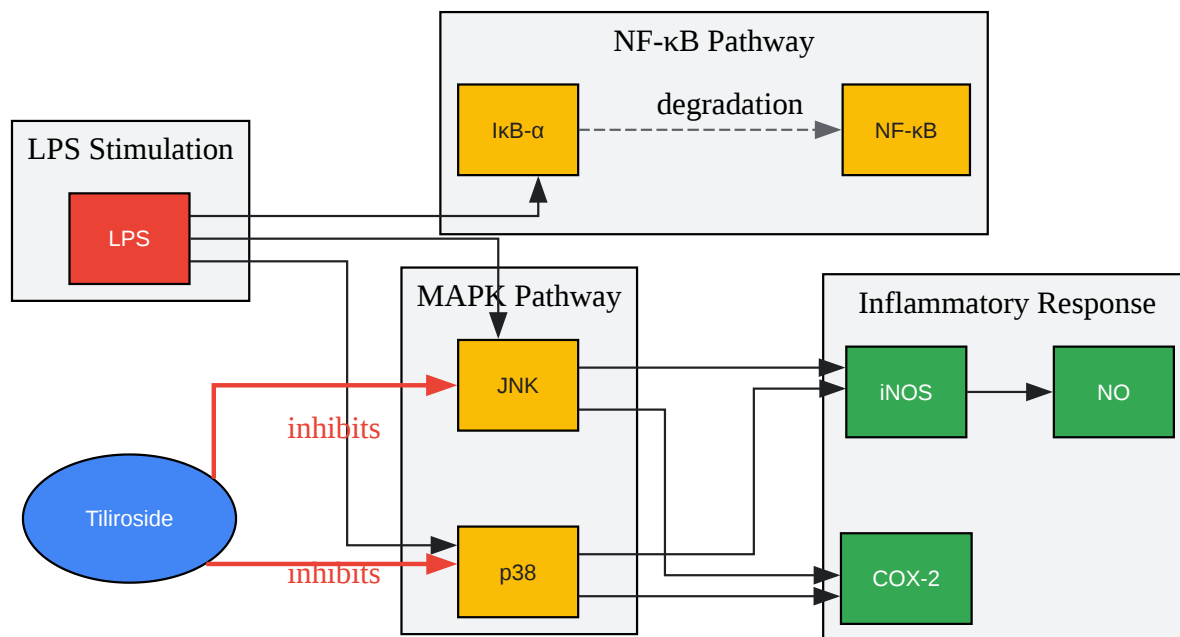 NF-κB Pathway
degradation
IκB-α
NF-κB
LPS Stimulation
LPS
MAPK Pathway
Inflammatory Response
JNK
iNOS
NO
inhibits
Tiliroside
inhibits
p38
COX-2